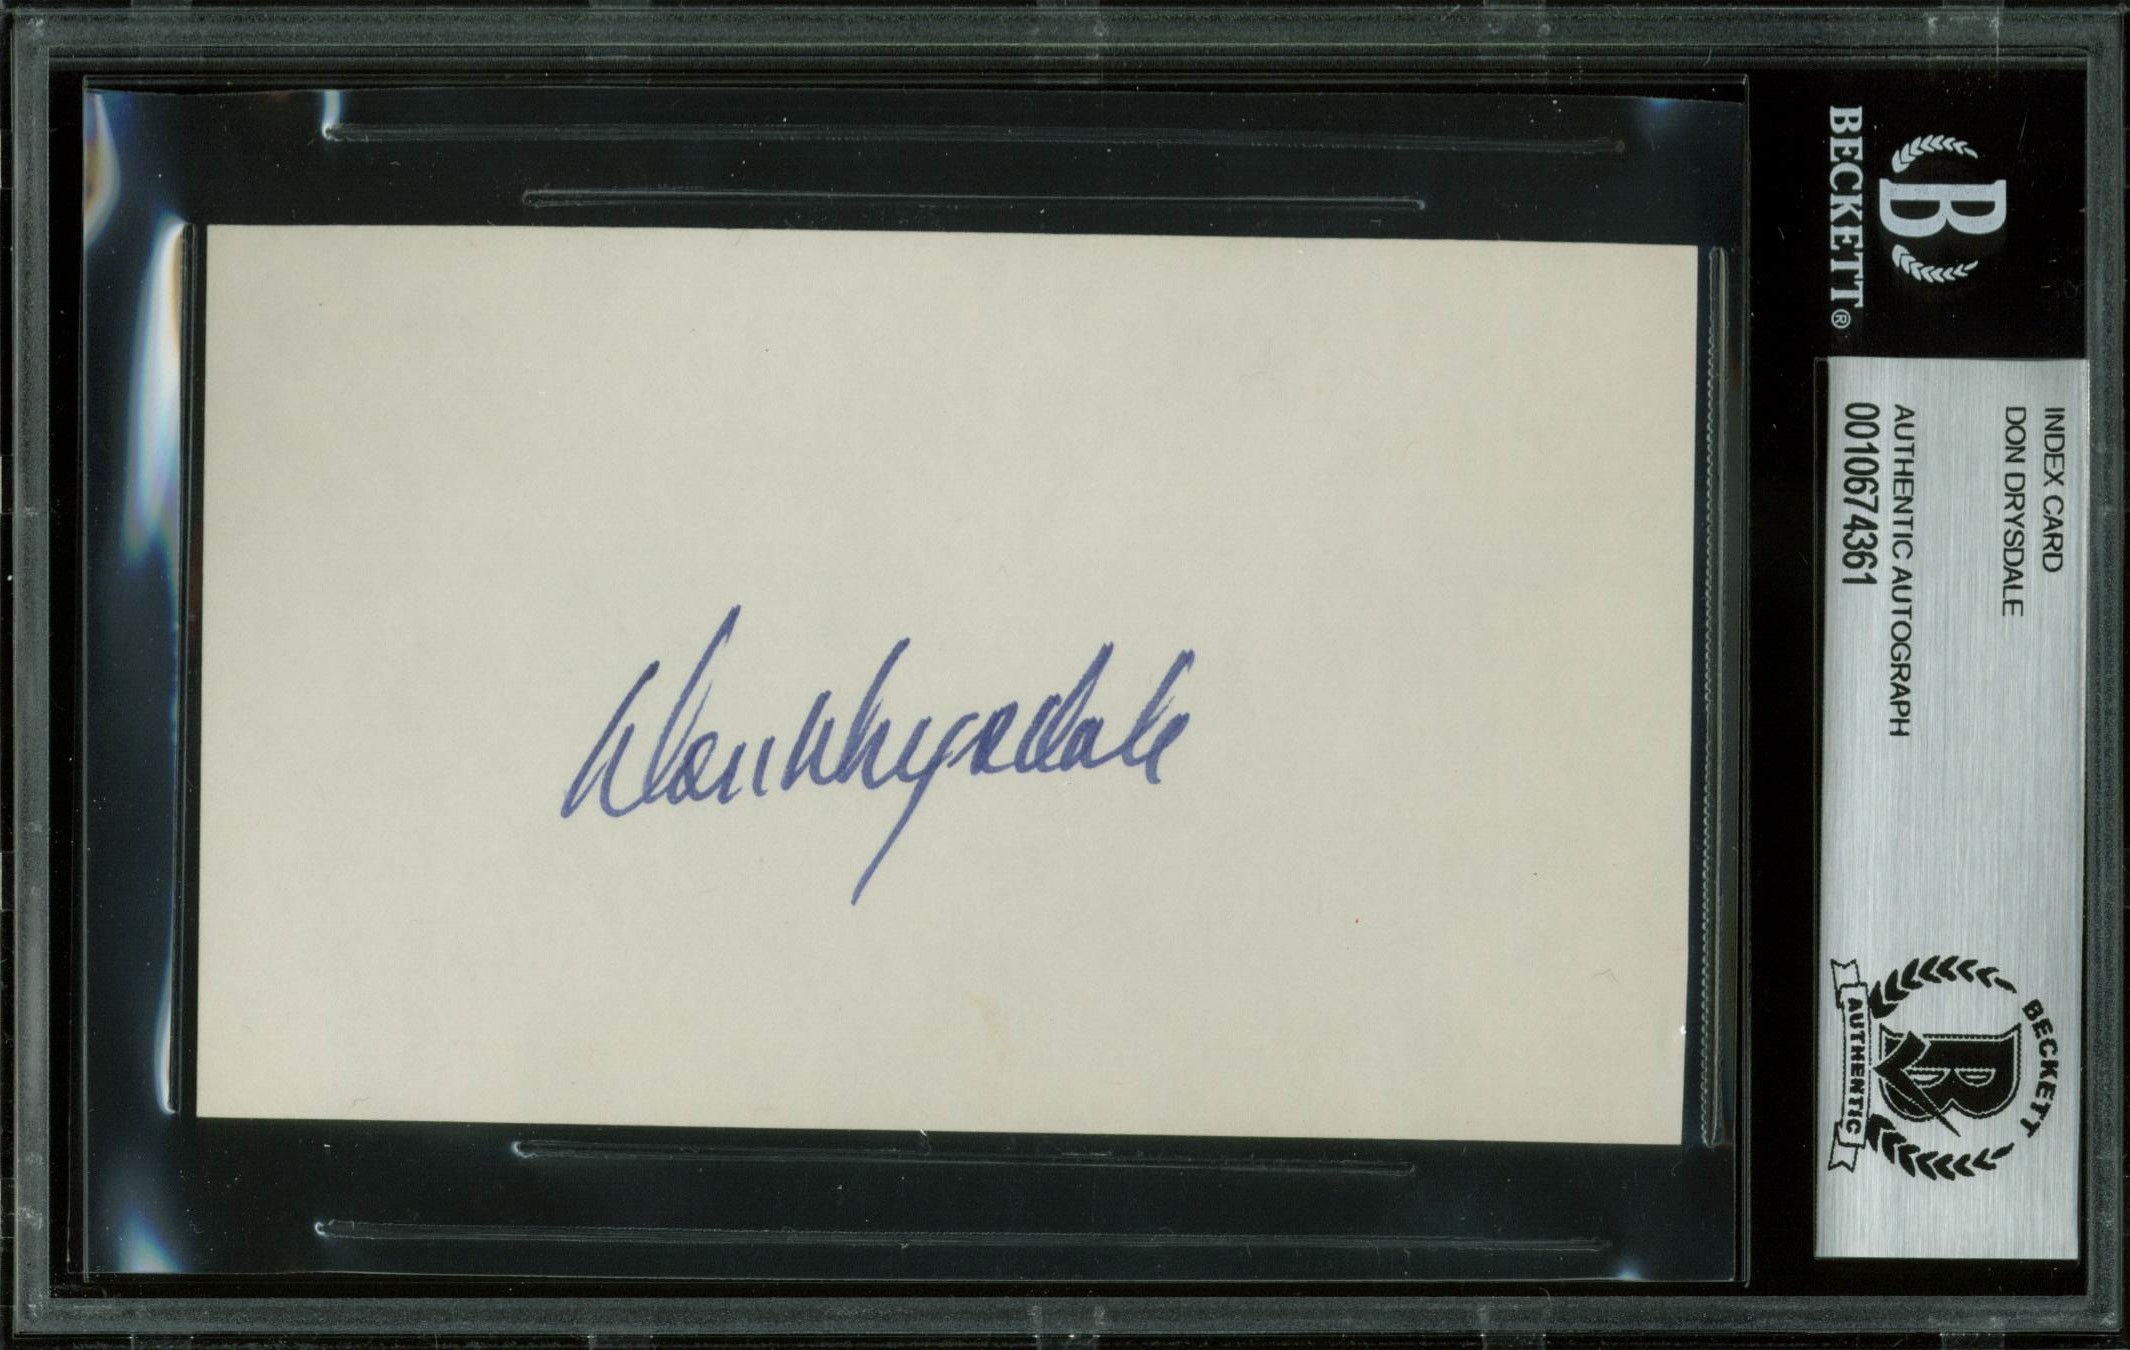 Don Drysdale
BECKETT®
B
INDEX CARD
DON DRYSDALE
AUTHENTIC AUTOGRAPH
0010674361
BECKETT
B
AUTHENTIC